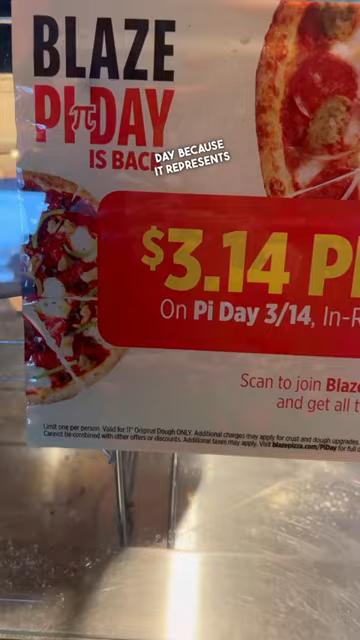 BLAZE
PI π DAY
IS BACK
DAY BECAUSE
IT REPRESENTS
$3.14 PI
On Pi Day 3/14, In-R
Scan to join Blaze
and get all t
Limit one per person. Valid for 11" Original Dough ONLY. Additional charges may apply for crust and dough upgrades.
Cannot be combined with other offers or discounts. Additional taxes may apply. Visit blazepizza.com/PiDay for full d